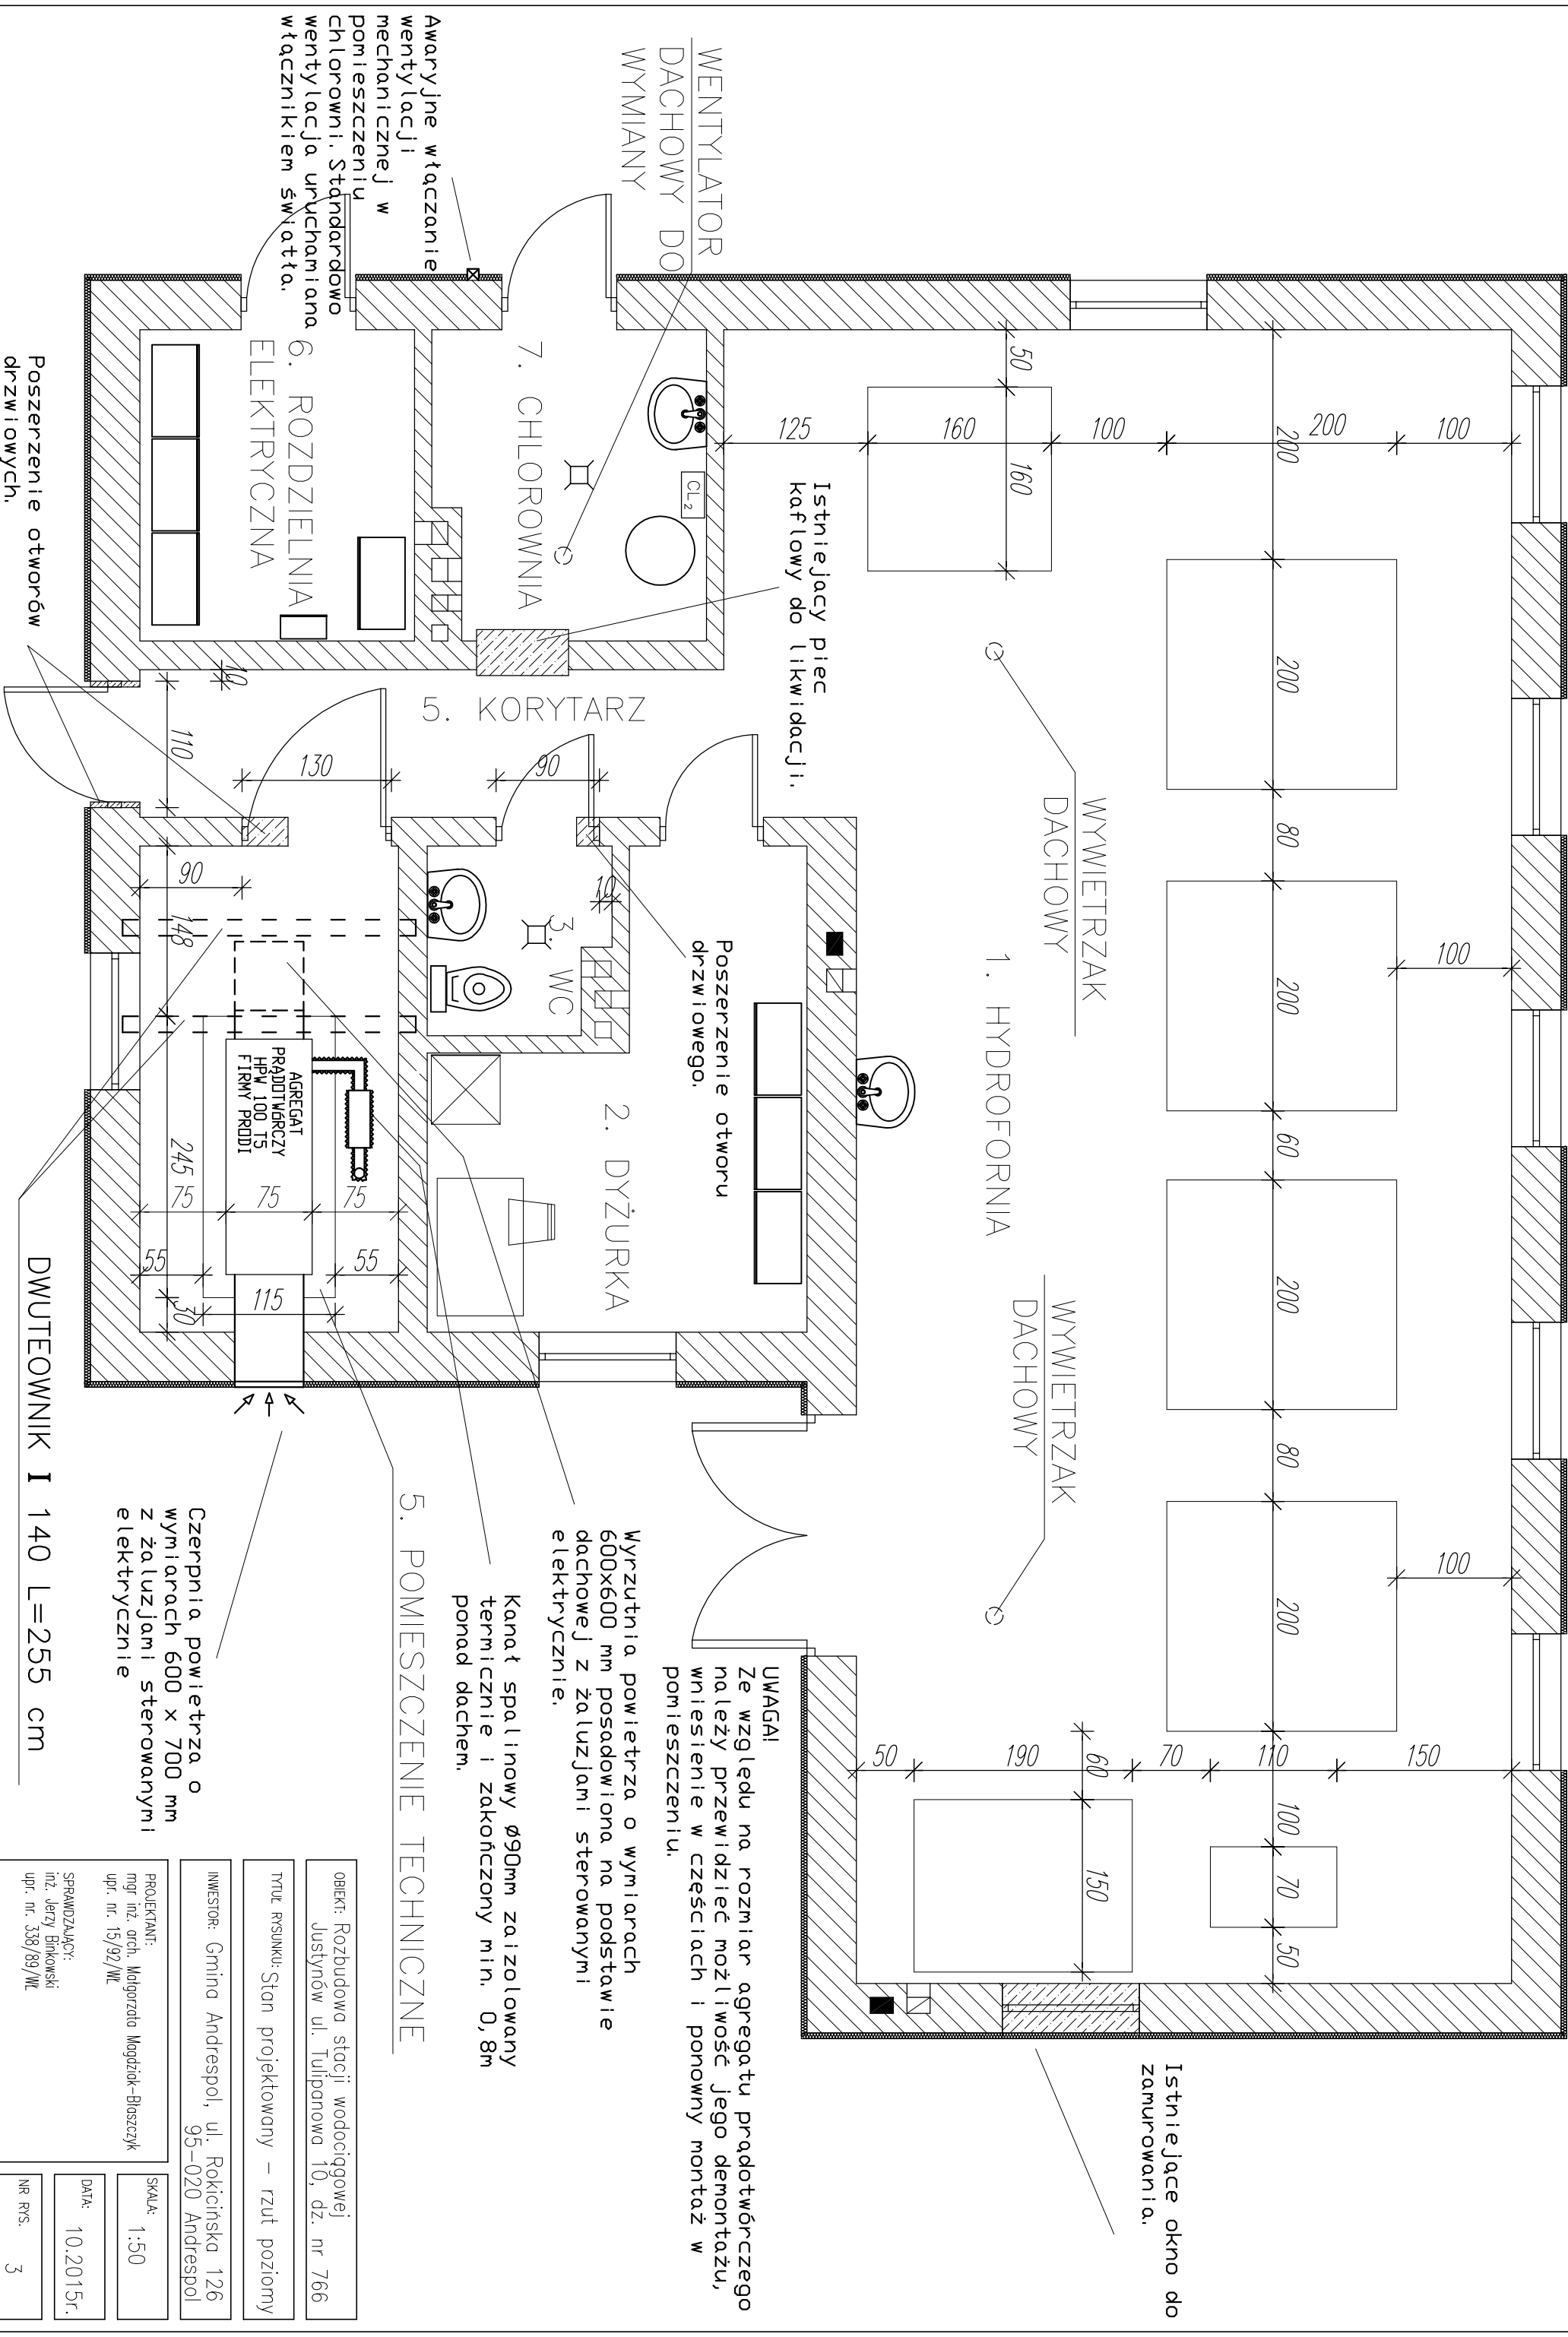 WENTYLATOR
DACHOWY DO
WYMIANY
Awaryjne włączanie
wentylacji
mechanicznej w
pomieszczeniu
chlorowni. Standardowo
wentylacja uruchamiana
włącznikiem światła.
Poszerzenie otworów
drzwiowych.
7. CHLOROWNIA
CL2
6. ROZDZIELNIA
ELEKTRYCZNA
Istniejacy piec
kaflowy do likwidacji.
5. KORYTARZ
WYWIETRZAK
DACHOWY
1. HYDROFORNIA
WYWIETRZAK
DACHOWY
Poszerzenie otworu
drzwiowego.
3.
WC
2. DYŻURKA
AGREGAT
PRĄDOTWÓRCZY
HPW 100 T5
FIRMY PRODI
DWUTEOWNIK I 140 L=255 cm
Istniejące okno do
zamurowania.
UWAGA!
Ze względu na rozmiar agregatu prądotwórczego
należy przewidzieć możliwość jego demontażu,
wniesienie w częściach i ponowny montaż w
pomieszczeniu.
Wyrzutnia powietrza o wymiarach
600x600 mm posadowiona na podstawie
dachowej z żaluzjami sterowanymi
elektrycznie.
Kanał spalinowy Ø90mm zaizolowany
termicznie i zakończony min. 0,8m
ponad dachem.
5. POMIESZCZENIE TECHNICZNE
Czerpnia powietrza o
wymiarach 600 x 700 mm
z żaluzjami sterowanymi
elektrycznie
200
200
80
200
60
200
80
200
100
70
50
50
160
125
160
100
200
100
100
100
60
150
50
190
70
110
150
10
110
130
90
10
90
148
245
30
75
75
75
55
115
55
OBIEKT: Rozbudowa stacji wodociągowej
Justynów ul. Tulipanowa 10, dz. nr 766
TYTUŁ RYSUNKU: Stan projektowany – rzut poziomy
INWESTOR: Gmina Andrespol, ul. Rokicińska 126
95–020 Andrespol
PROJEKTANT:
mgr inż. arch. Małgorzata Magdziak–Błaszczyk
upr. nr. 15/92/WŁ
SPRAWDZAJĄCY:
inż. Jerzy Binkowski
upr. nr. 338/89/WŁ
SKALA: 1:50
DATA: 10.2015r.
NR RYS. 3